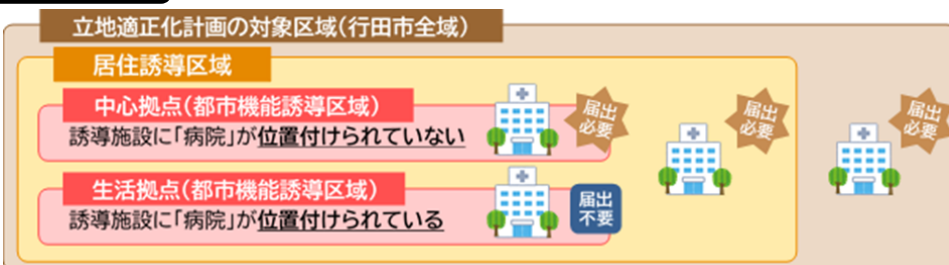 立地適正化計画の対象区域(行田市全域)
居住誘導区域
中心拠点(都市機能誘導区域)
誘導施設に「病院」が位置付けられていない
届出
必要
届出
必要
届出
必要
生活拠点(都市機能誘導区域)
誘導施設に「病院」が位置付けられている
届出
不要